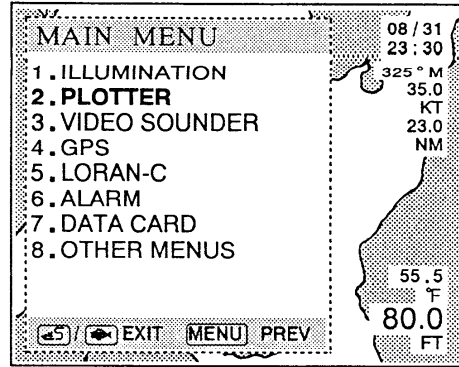 MAIN MENU
1.ILLUMINATION
2.PLOTTER
3.VIDEO SOUNDER
4.GPS
5.LORAN-C
6.ALARM
7.DATA CARD
8.OTHER MENUS
/ EXIT MENU PREV
08/31
23:30
325°M
35.0
KT
23.0
NM
55.5
°F
80.0
FT